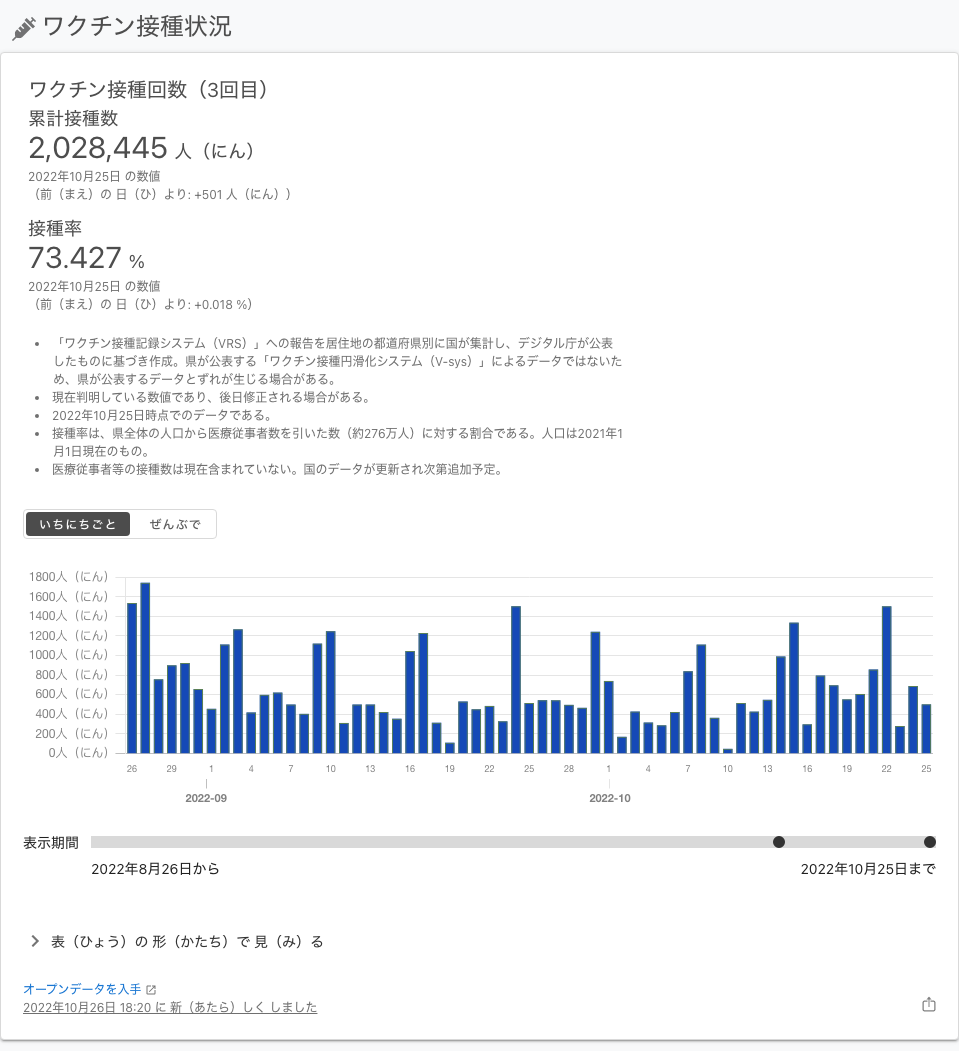 ワクチン接種状況
ワクチン接種回数（3回目）
累計接種数
2,028,445 人（にん）
2022年10月25日 の数値
（前（まえ）の 日（ひ）より: +501 人（にん））
接種率
73.427 %
2022年10月25日 の数値
（前（まえ）の 日（ひ）より: +0.018 %）
• 「ワクチン接種記録システム（VRS）」への報告を居住地の都道府県別に国が集計し、デジタル庁が公表
したものに基づき作成。県が公表する「ワクチン接種円滑化システム（V-sys）」によるデータではないた
め、県が公表するデータとずれが生じる場合がある。
• 現在判明している数値であり、後日修正される場合がある。
• 2022年10月25日時点でのデータである。
• 接種率は、県全体の人口から医療従事者数を引いた数（約276万人）に対する割合である。人口は2021年1
月1日現在のもの。
• 医療従事者等の接種数は現在含まれていない。国のデータが更新され次第追加予定。
いちにちごと ぜんぶで
1800人（にん）
1600人（にん）
1400人（にん）
1200人（にん）
1000人（にん）
800人（にん）
600人（にん）
400人（にん）
200人（にん）
0人（にん）
26 29 1 4 7 10 13 16 19 22 25 28 1 4 7 10 13 16 19 22 25
2022-09 2022-10
表示期間
2022年8月26日から 2022年10月25日まで
表（ひょう）の 形（かたち）で 見（み）る
オープンデータを入手
2022年10月26日 18:20 に 新（あたら）しく しました